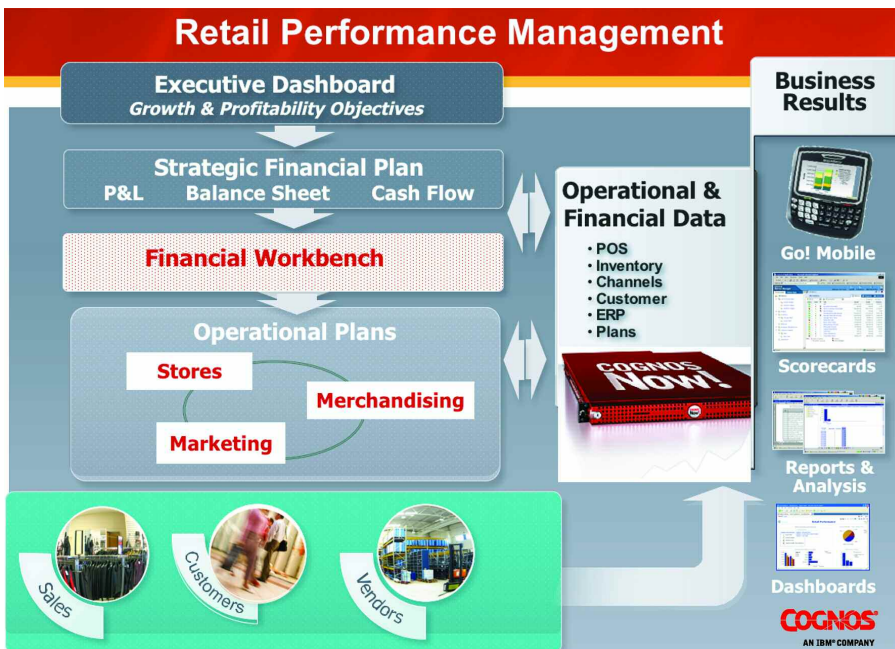 Retail Performance Management
Executive Dashboard
Growth & Profitability Objectives
Strategic Financial Plan
P&L Balance Sheet Cash Flow
Financial Workbench
Operational Plans
Stores
Merchandising
Marketing
Sales
Customers
Vendors
Operational &
Financial Data
• POS
• Inventory
• Channels
• Customer
• ERP
• Plans
COGNOS
Now!
Business
Results
Go! Mobile
Scorecards
Reports &
Analysis
Dashboards
COGNOS®
AN IBM® COMPANY